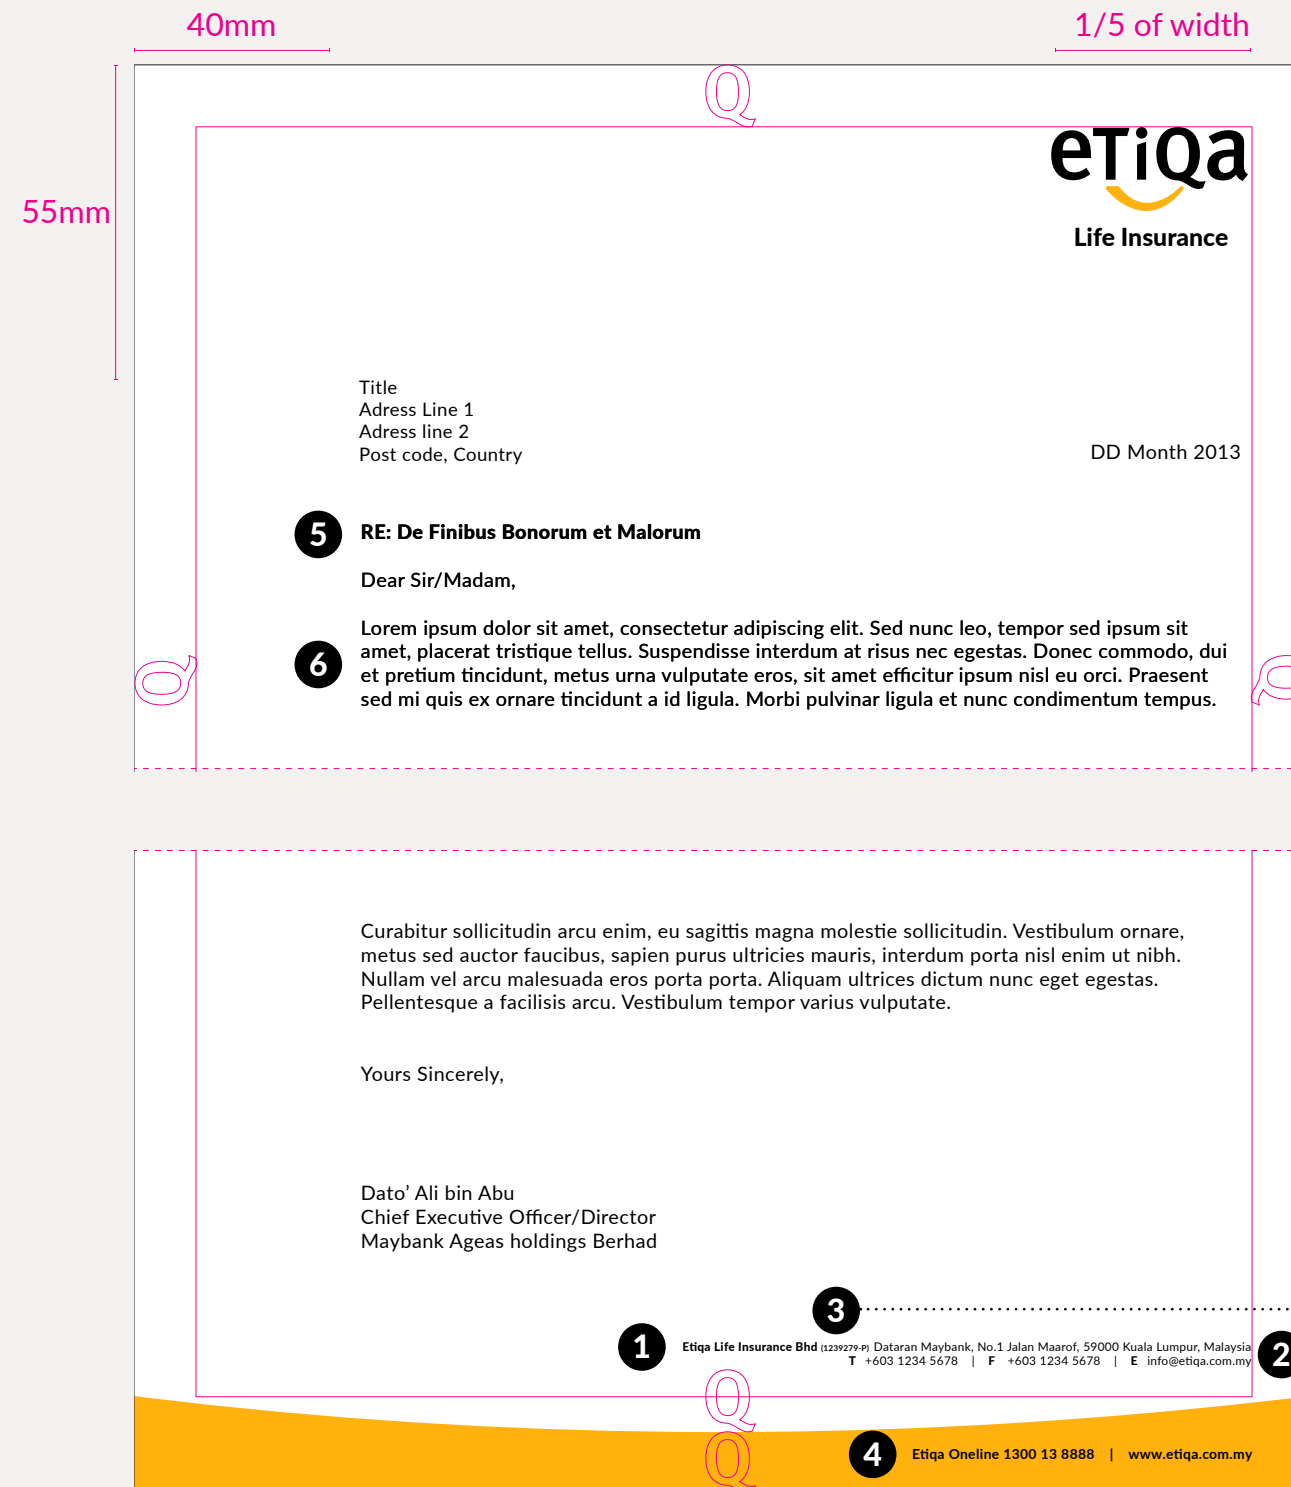 40mm
1/5 of width
Q
eTiQa
Life Insurance
55mm
Title
Adress Line 1
Adress line 2
Post code, Country
DD Month 2013
5
RE: De Finibus Bonorum et Malorum
Dear Sir/Madam,
Lorem ipsum dolor sit amet, consectetur adipiscing elit. Sed nunc leo, tempor sed ipsum sit
6
amet, placerat tristique tellus. Suspendisse interdum at risus nec egestas. Donec commodo, dui
et pretium tincidunt, metus urna vulputate eros, sit amet efficitur ipsum nisl eu orci. Praesent
sed mi quis ex ornare tincidunt a id ligula. Morbi pulvinar ligula et nunc condimentum tempus.
Q
Q
Curabitur sollicitudin arcu enim, eu sagittis magna molestie sollicitudin. Vestibulum ornare,
metus sed auctor faucibus, sapien purus ultricies mauris, interdum porta nisl enim ut nibh.
Nullam vel arcu malesuada eros porta porta. Aliquam ultrices dictum nunc eget egestas.
Pellentesque a facilisis arcu. Vestibulum tempor varius vulputate.
Yours Sincerely,
Dato’ Ali bin Abu
Chief Executive Officer/Director
Maybank Ageas holdings Berhad
3
1
Etiqa Life Insurance Bhd (1239279-P) Dataran Maybank, No.1 Jalan Maarof, 59000 Kuala Lumpur, Malaysia
T +603 1234 5678 | F +603 1234 5678 | E info@etiqa.com.my
2
Q
Q
4
Etiqa Oneline 1300 13 8888 | www.etiqa.com.my